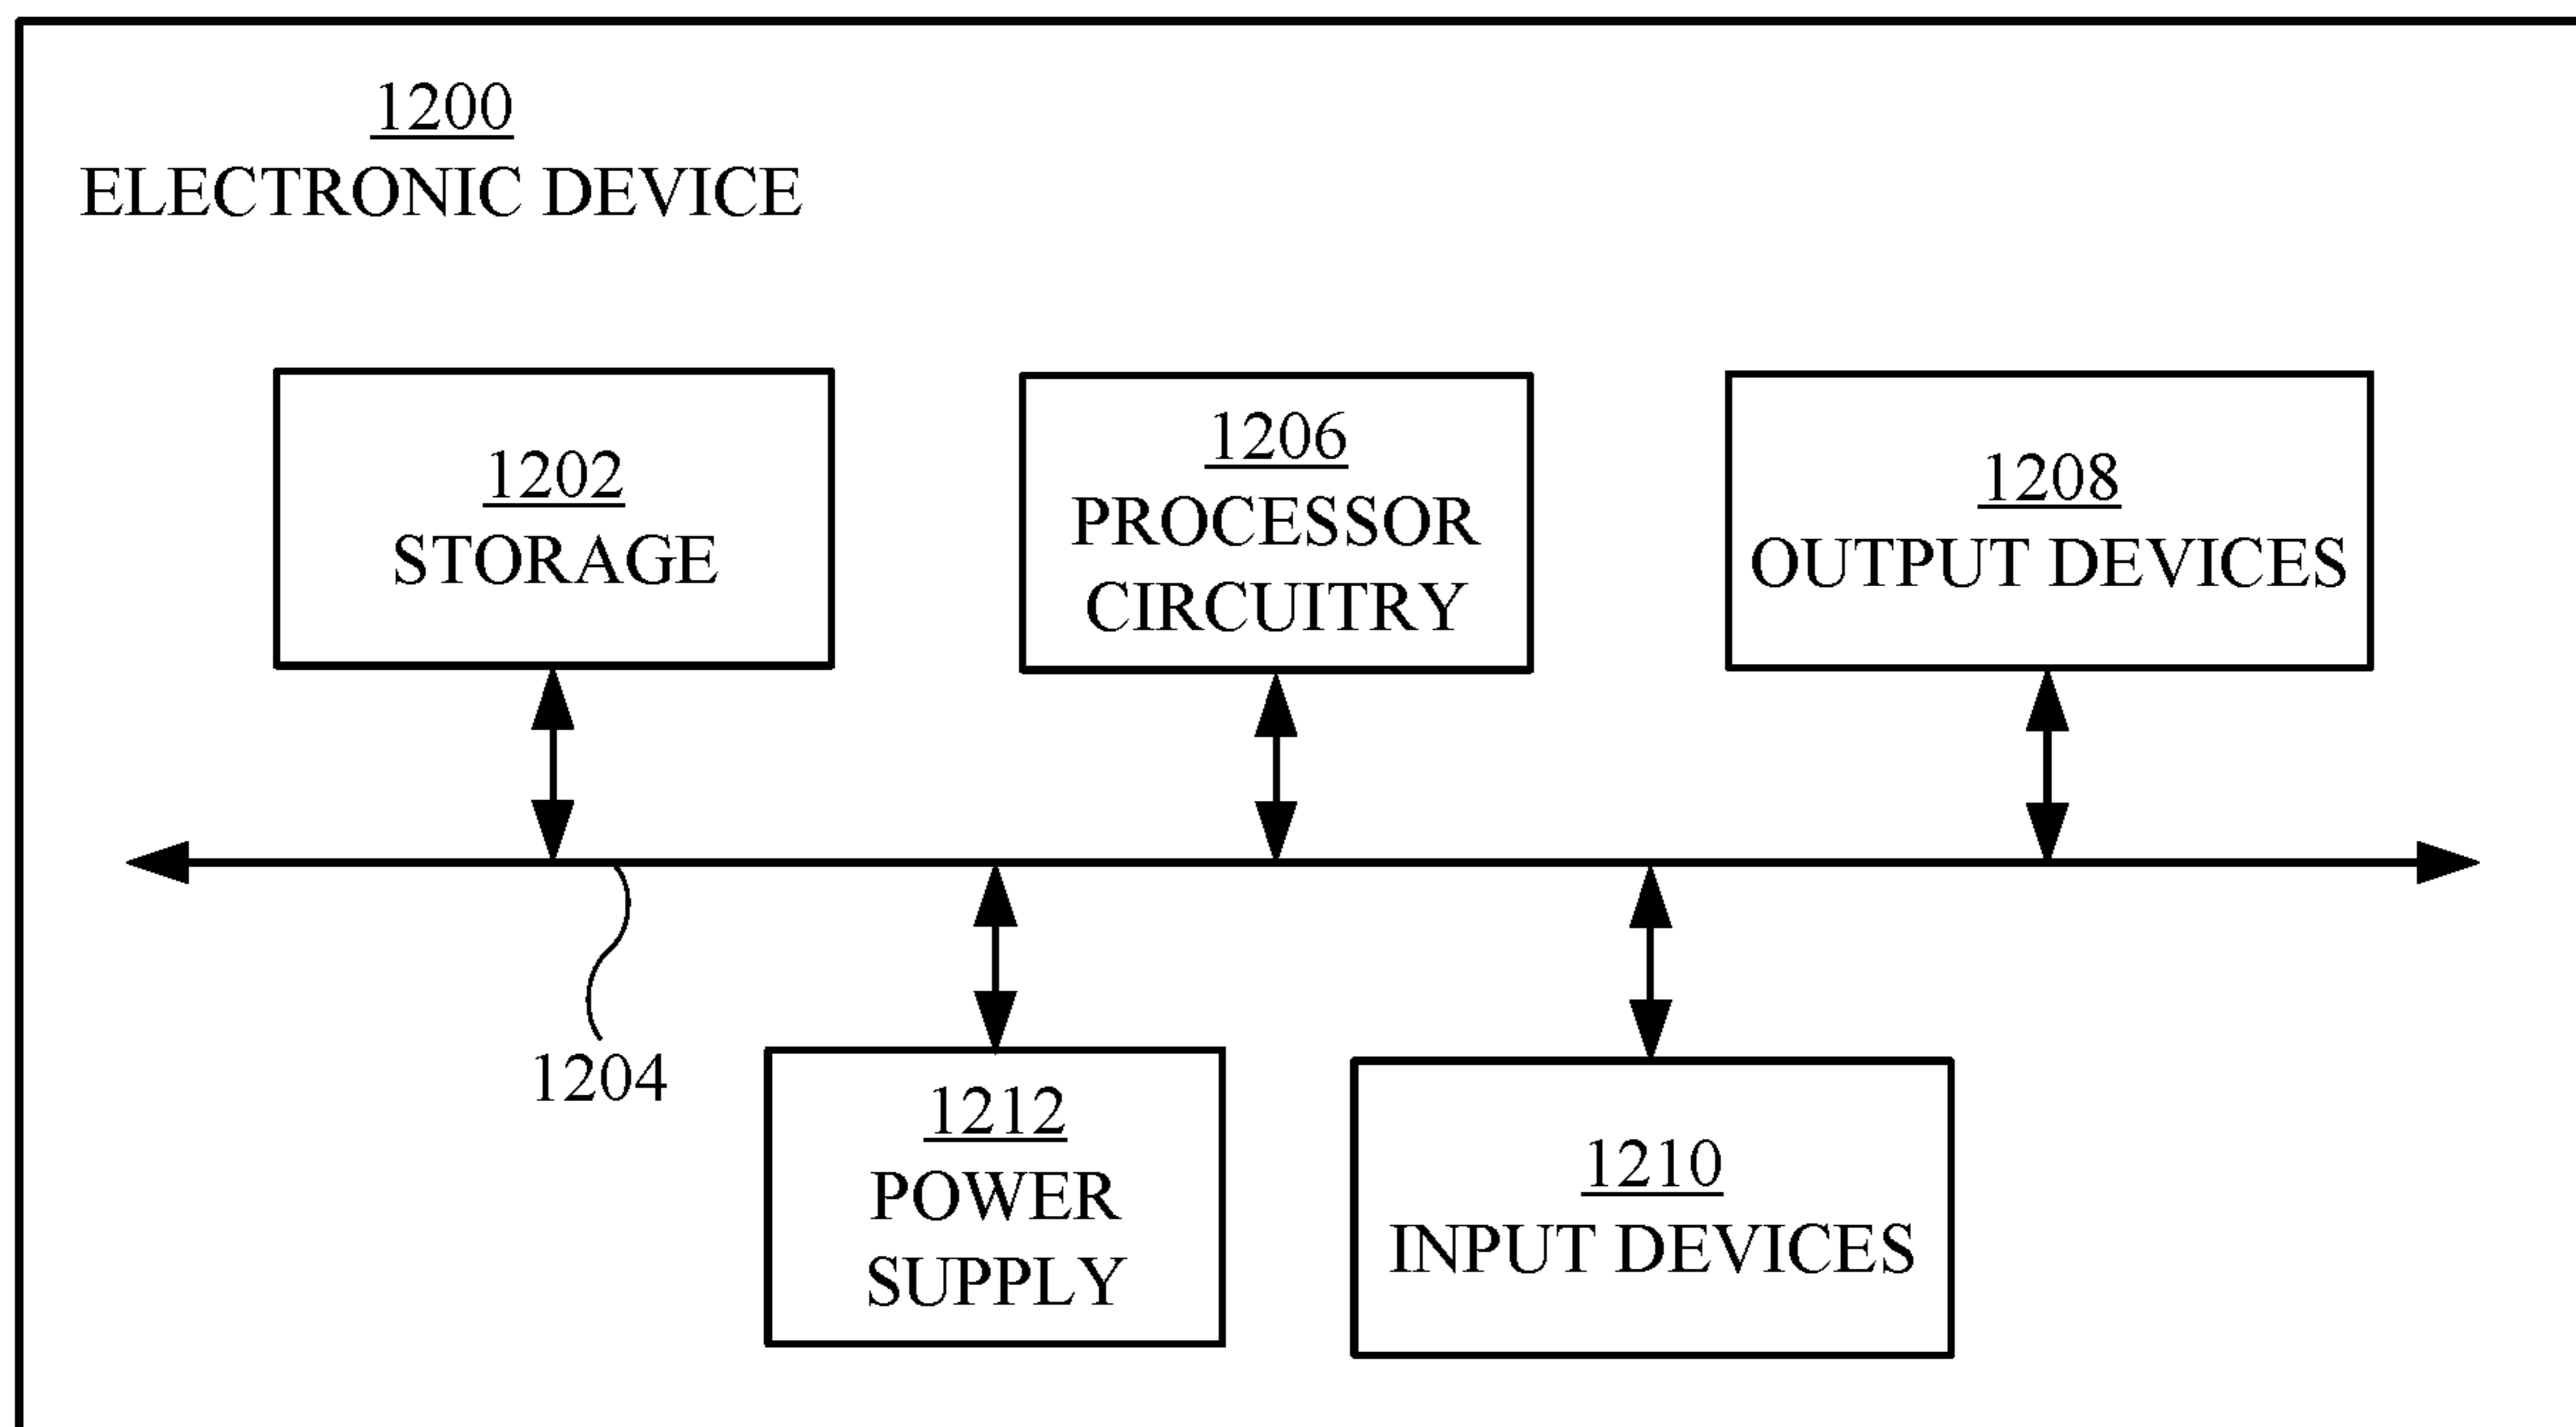 1200
ELECTRONIC DEVICE
1202
STORAGE
1206
PROCESSOR
CIRCUITRY
1208
OUTPUT DEVICES
1204
1212
POWER
SUPPLY
1210
INPUT DEVICES